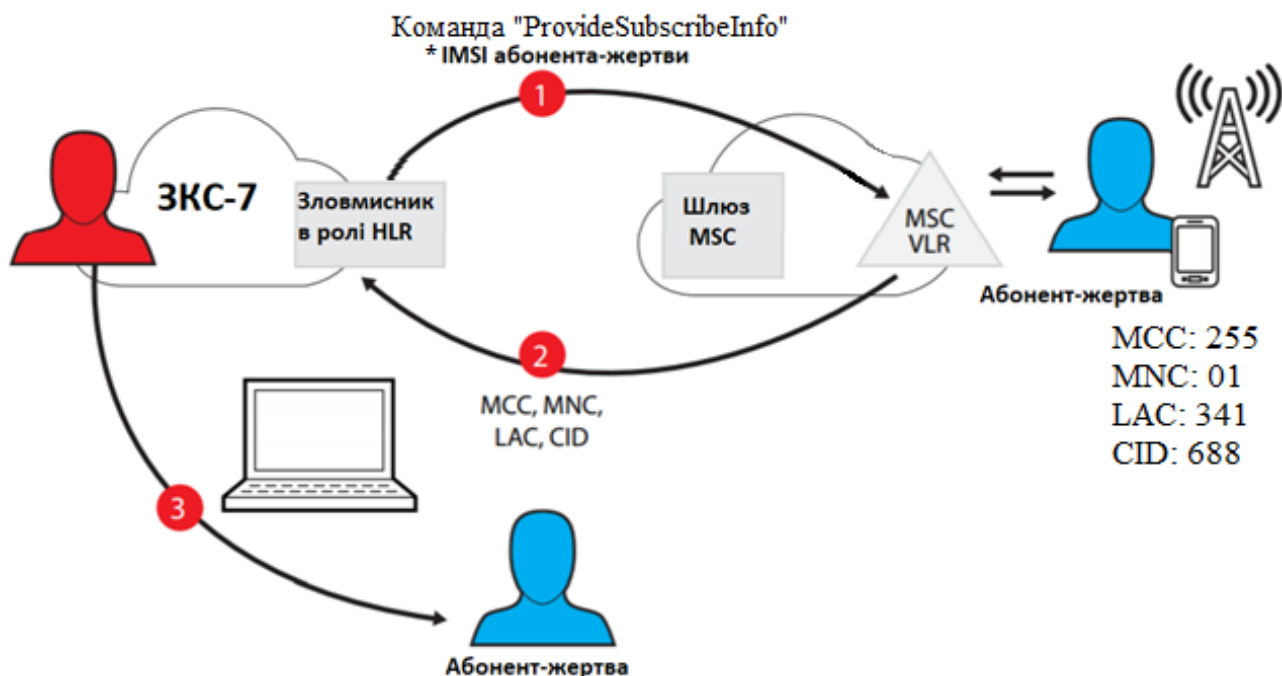 Команда "ProvideSubscribeInfo"
* IMSI абонента-жертви
1
ЗКС-7
Зловмисник
в ролі HLR
Шлюз
MSC
MSC
VLR
Абонент-жертва
MCC: 255
MNC: 01
LAC: 341
CID: 688
2
MCC, MNC,
LAC, CID
3
Абонент-жертва